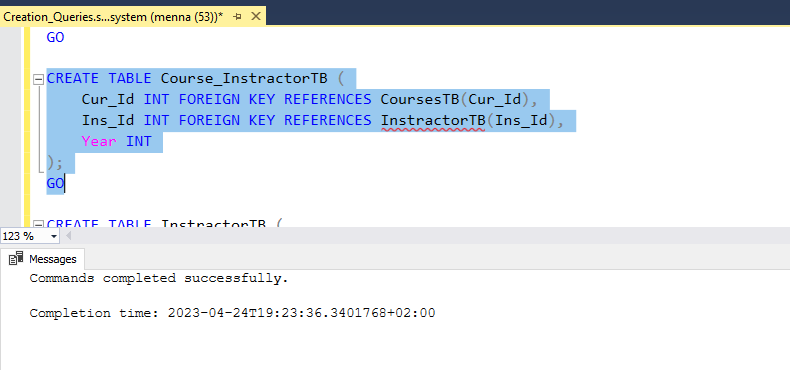 Creation_Queries.s...system (menna (53))*
GO
CREATE TABLE Course_InstractorTB (
Cur_Id INT FOREIGN KEY REFERENCES CoursesTB(Cur_Id),
Ins_Id INT FOREIGN KEY REFERENCES InstractorTB(Ins_Id),
Year INT
);
GO
CREATE TABLE InstractorTB (
123 %
Messages
Commands completed successfully.
Completion time: 2023-04-24T19:23:36.3401768+02:00